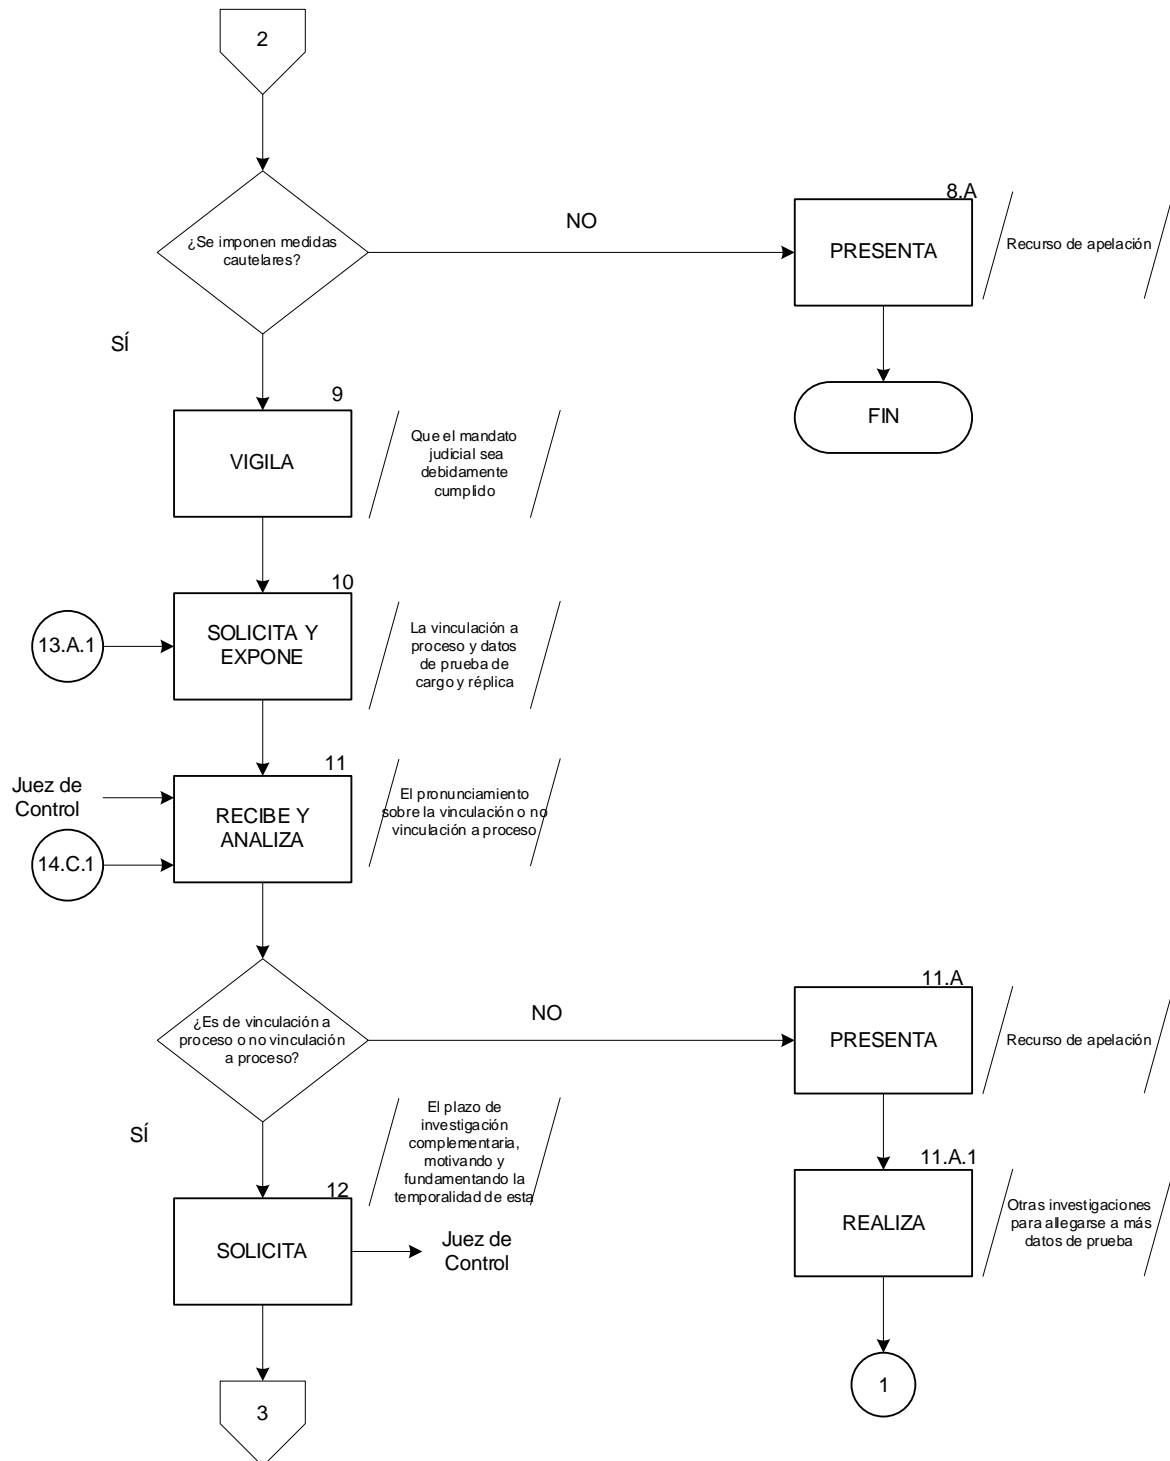 2
¿Se imponen medidas
cautelares?
NO
8.A
PRESENTA
Recurso de apelación
SÍ
FIN
9
VIGILA
Que el mandato
judicial sea
debidamente
cumplido
10
13.A.1
SOLICITA Y
EXPONE
La vinculación a
proceso y datos
de prueba de
cargo y réplica
11
Juez de
Control
RECIBE Y
ANALIZA
El pronunciamiento
sobre la vinculación o no
vinculación a proceso
14.C.1
¿Es de vinculación a
proceso o no vinculación
a proceso?
NO
11.A
PRESENTA
Recurso de apelación
SÍ
El plazo de
investigación
complementaria,
motivando y
fundamentando la
temporalidad de esta
12
SOLICITA
Juez de
Control
11.A.1
REALIZA
Otras investigaciones
para allegarse a más
datos de prueba
1
3